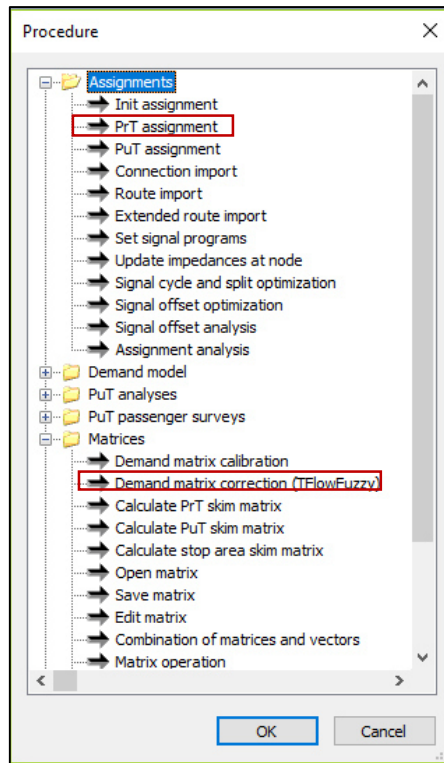 Procedure
Assignments
Init assignment
PrT assignment
PuT assignment
Connection import
Route import
Extended route import
Set signal programs
Update impedances at node
Signal cycle and split optimization
Signal offset optimization
Signal offset analysis
Assignment analysis
Demand model
PuT analyses
PuT passenger surveys
Matrices
Demand matrix calibration
Demand matrix correction (TFlowFuzzy)
Calculate PrT skim matrix
Calculate PuT skim matrix
Calculate stop area skim matrix
Open matrix
Save matrix
Edit matrix
Combination of matrices and vectors
Matrix operation
OK Cancel